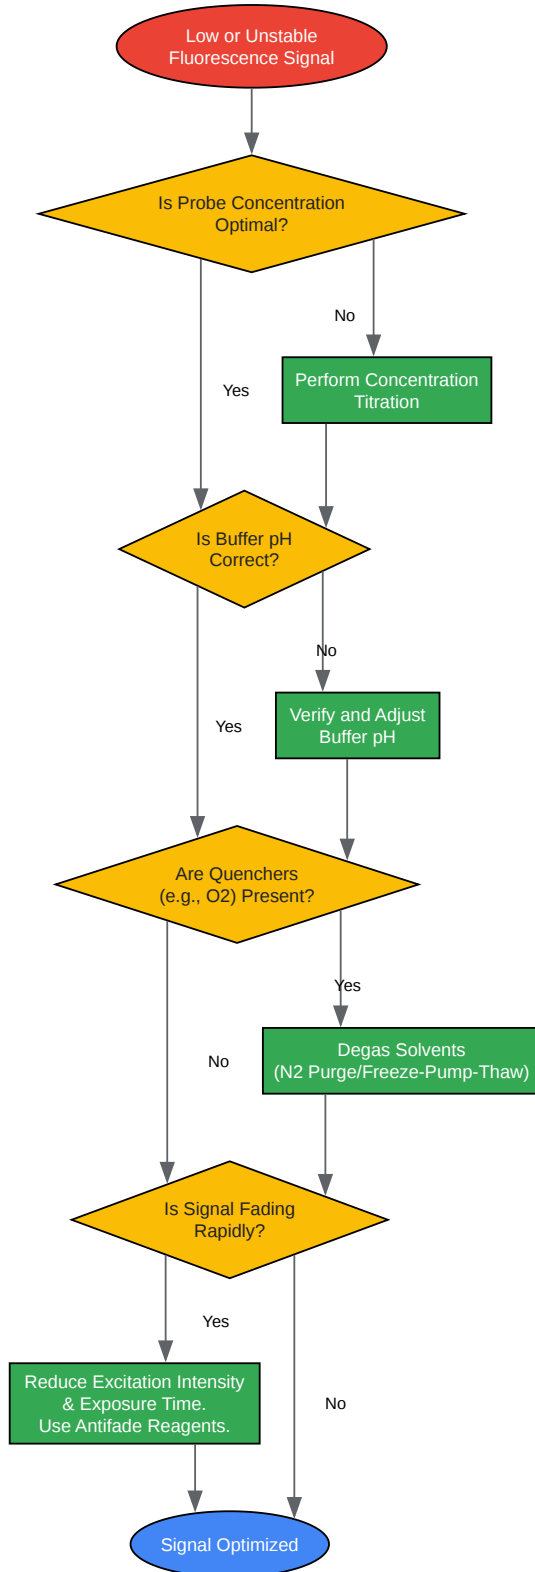 Low or Unstable
Fluorescence Signal
Is Probe Concentration
Optimal?
No
Perform Concentration
Titration
Yes
Is Buffer pH
Correct?
No
Verify and Adjust
Buffer pH
Yes
Are Quenchers
(e.g., O2) Present?
Yes
Degas Solvents
(N2 Purge/Freeze-Pump-Thaw)
No
Is Signal Fading
Rapidly?
Yes
Reduce Excitation Intensity
& Exposure Time.
Use Antifade Reagents.
No
Signal Optimized